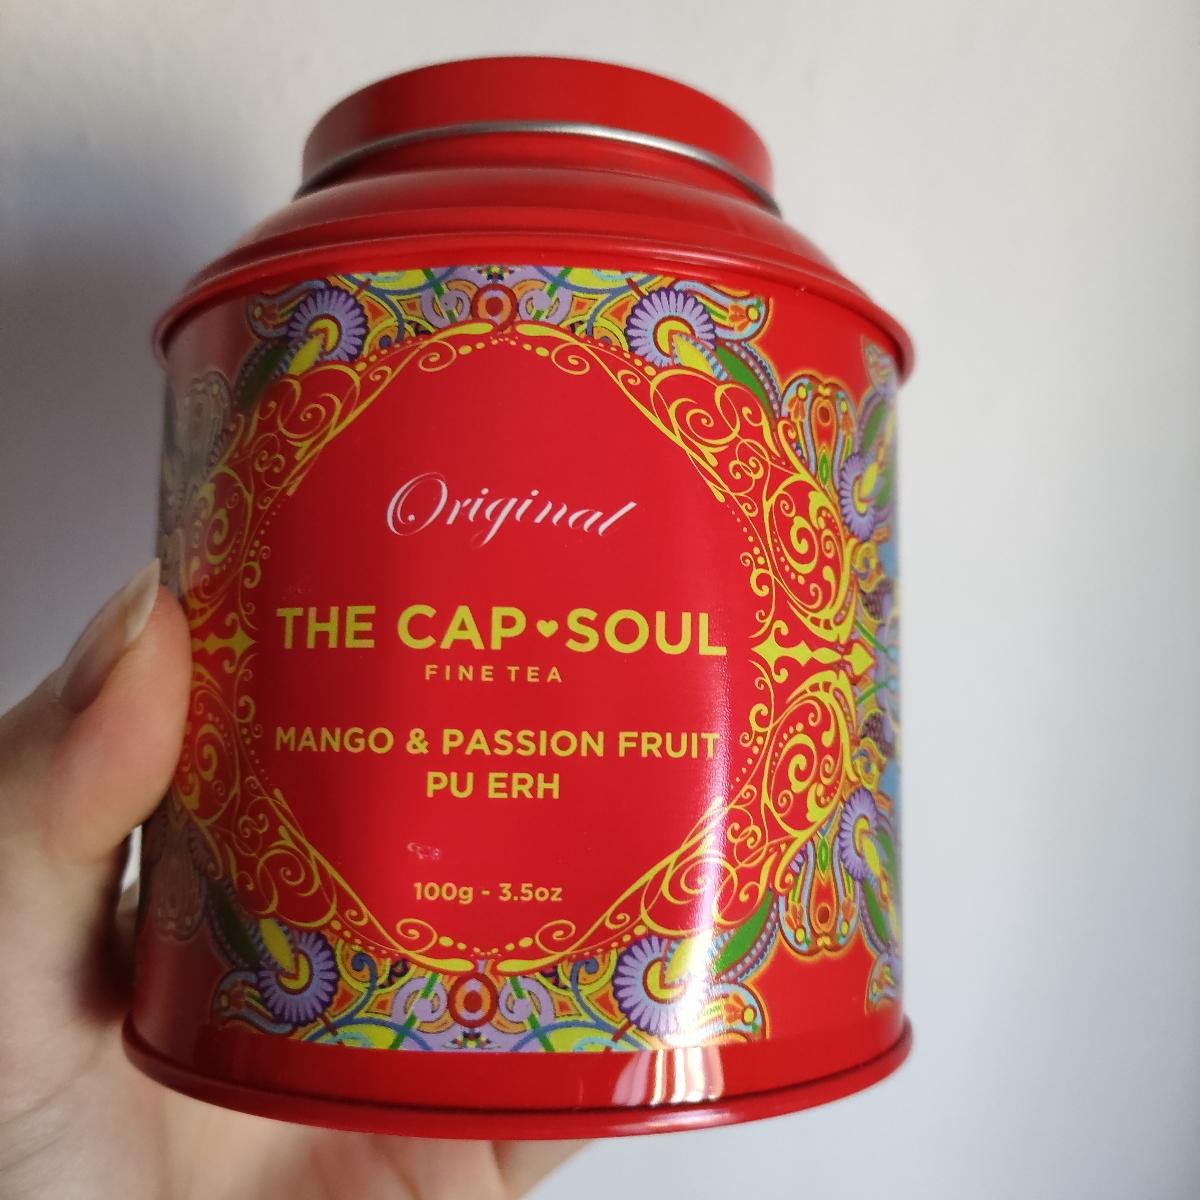 Original
THE CAP♥SOUL
FINE TEA
MANGO & PASSION FRUIT
PU ERH
100g - 3.5oz